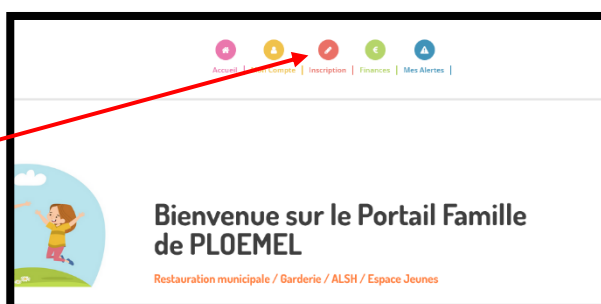 Accueil | Mon Compte | Inscription | Finances | Mes Alertes |
Bienvenue sur le Portail Famille
de PLOEMEL
Restauration municipale / Garderie / ALSH / Espace Jeunes